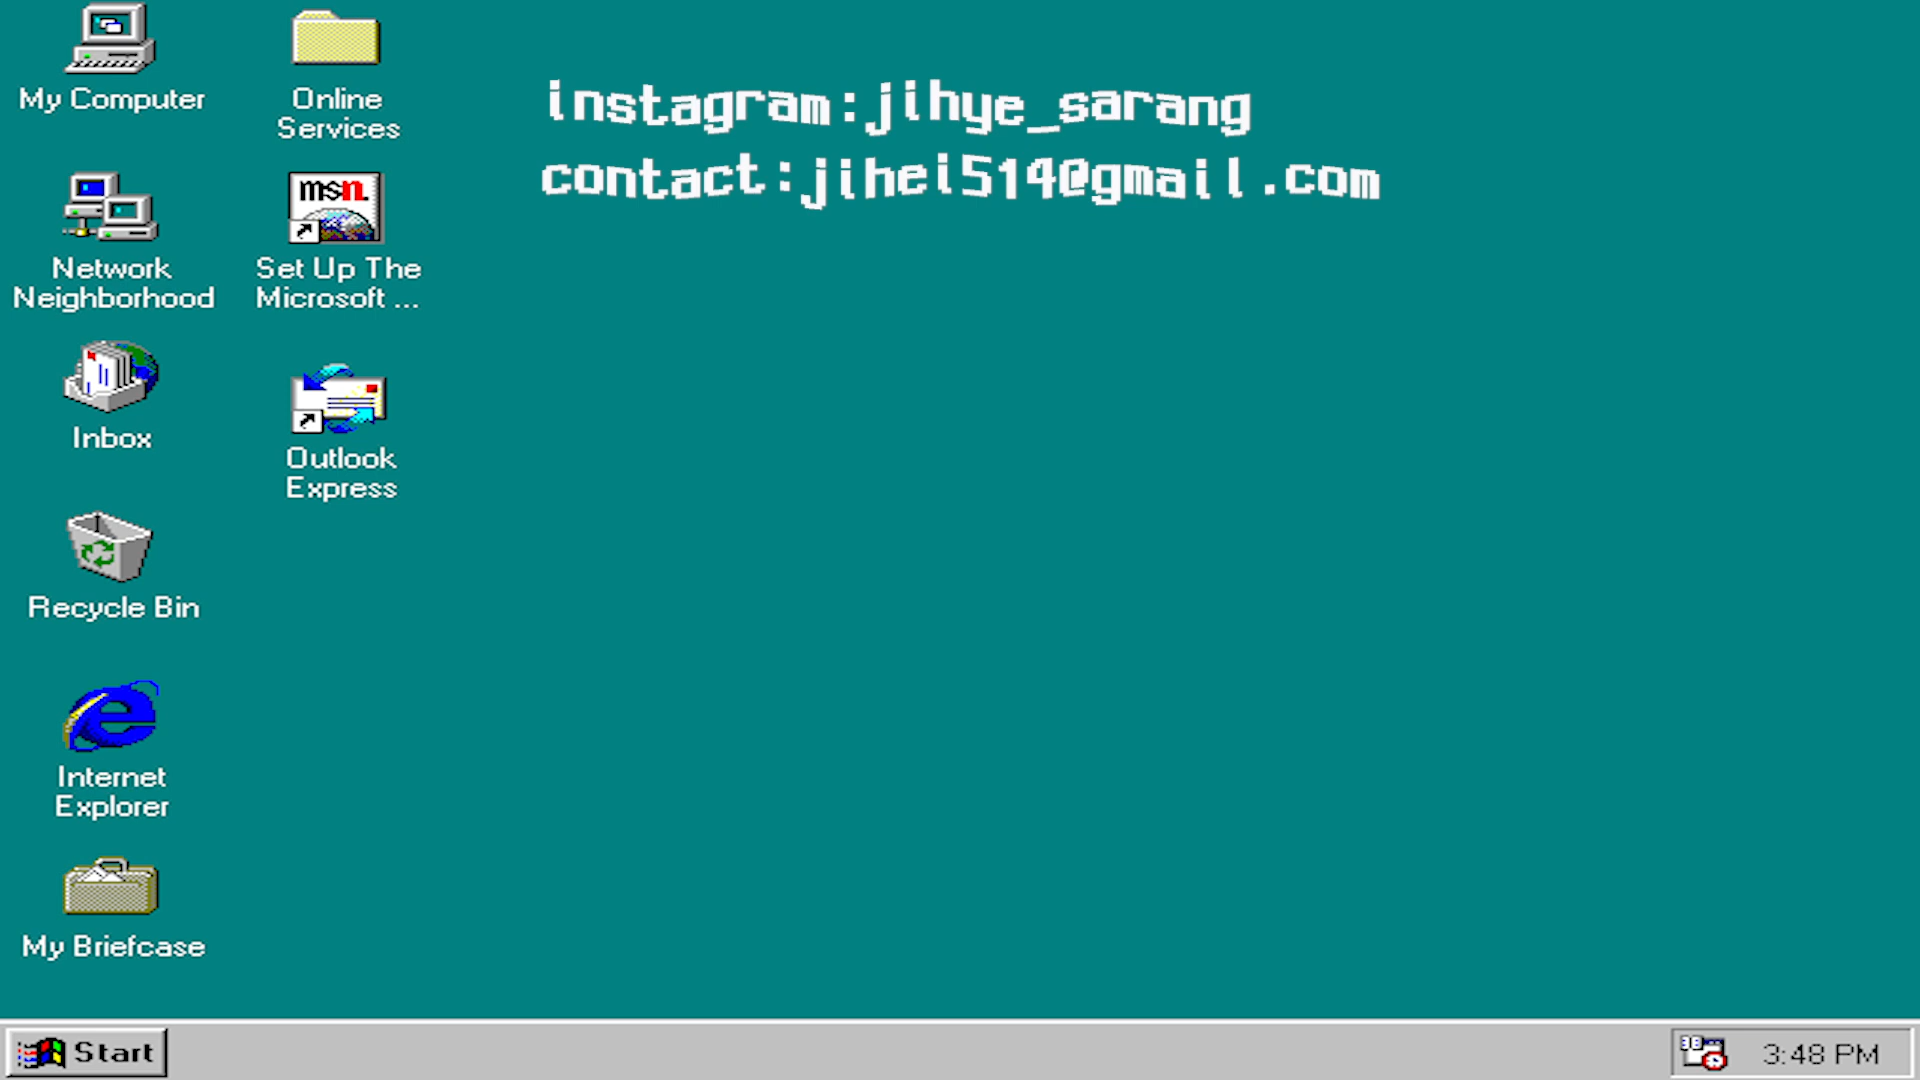 My Computer
Online
Services
instagram:jihye_sarang
contact:jihei514@gmail.com
Network
Neighborhood
msn.
Set Up The
Microsoft ...
Inbox
Outlook
Express
Recycle Bin
Internet
Explorer
My Briefcase
Start
3:48 PM